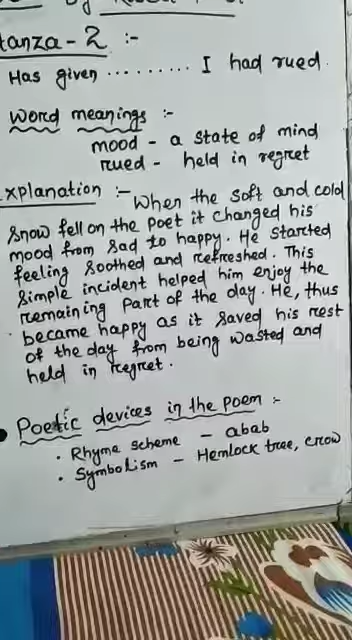 by
tanza - 2 :-
Has given .......... I had rued.
Word meanings :-
mood - a state of mind
rued - held in regret
xplanation :- When the soft and cold
snow fell on the poet it changed his
mood from sad to happy. He started
feeling soothed and refreshed. This
simple incident helped him enjoy the
remaining part of the day. He, thus
became happy as it saved his rest
of the day from being wasted and
held in regret.
• Poetic devices in the poem :-
• Rhyme scheme - abab
• Symbolism - Hemlock tree, crow